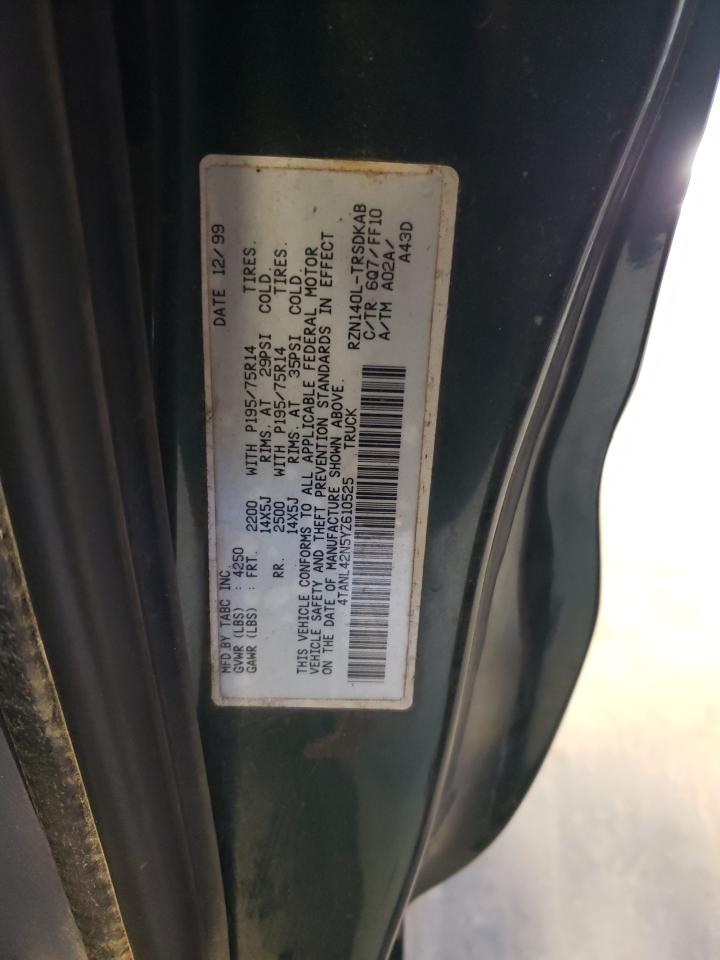 MFD BY TABC INC. DATE 12/99
GVWR (LBS) : 4250
GAWR (LBS) : FRT. 2200 WITH P195/75R14 TIRES.
14X5J RIMS. AT 29PSI COLD.
RR. 2500 WITH P195/75R14 TIRES.
14X5J RIMS. AT 35PSI COLD.
THIS VEHICLE CONFORMS TO ALL APPLICABLE FEDERAL MOTOR
VEHICLE SAFETY AND THEFT PREVENTION STANDARDS IN EFFECT
ON THE DATE OF MANUFACTURE SHOWN ABOVE.
4TANL42N5YZ610525 TRUCK
RZN140L-TRSDKAB
C/TR 6Q7/FF10
A/TM A02A/
A43D